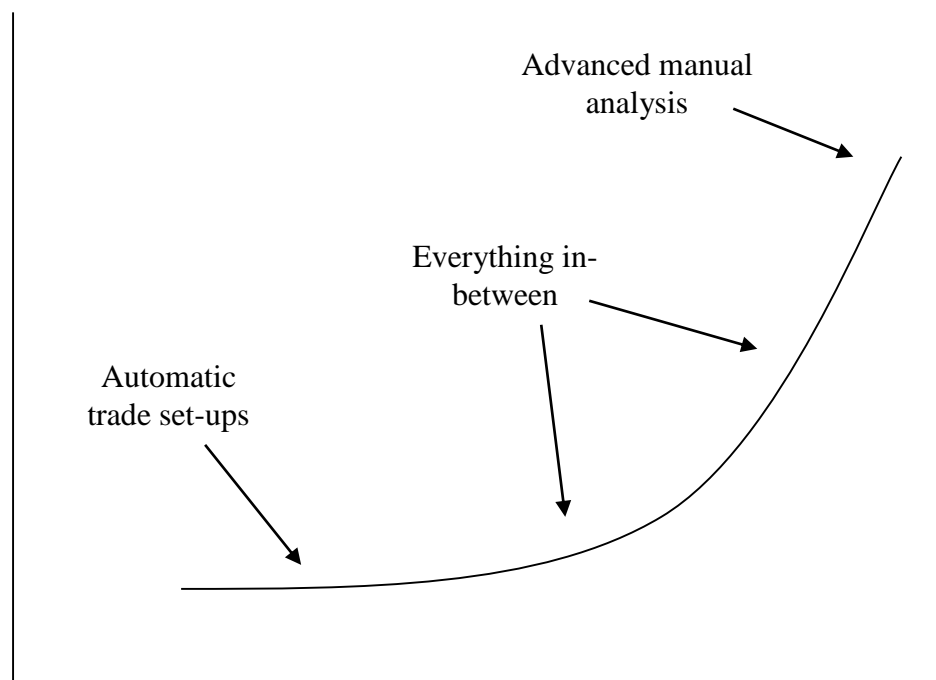 Advanced manual
analysis
Everything in-
between
Automatic
trade set-ups